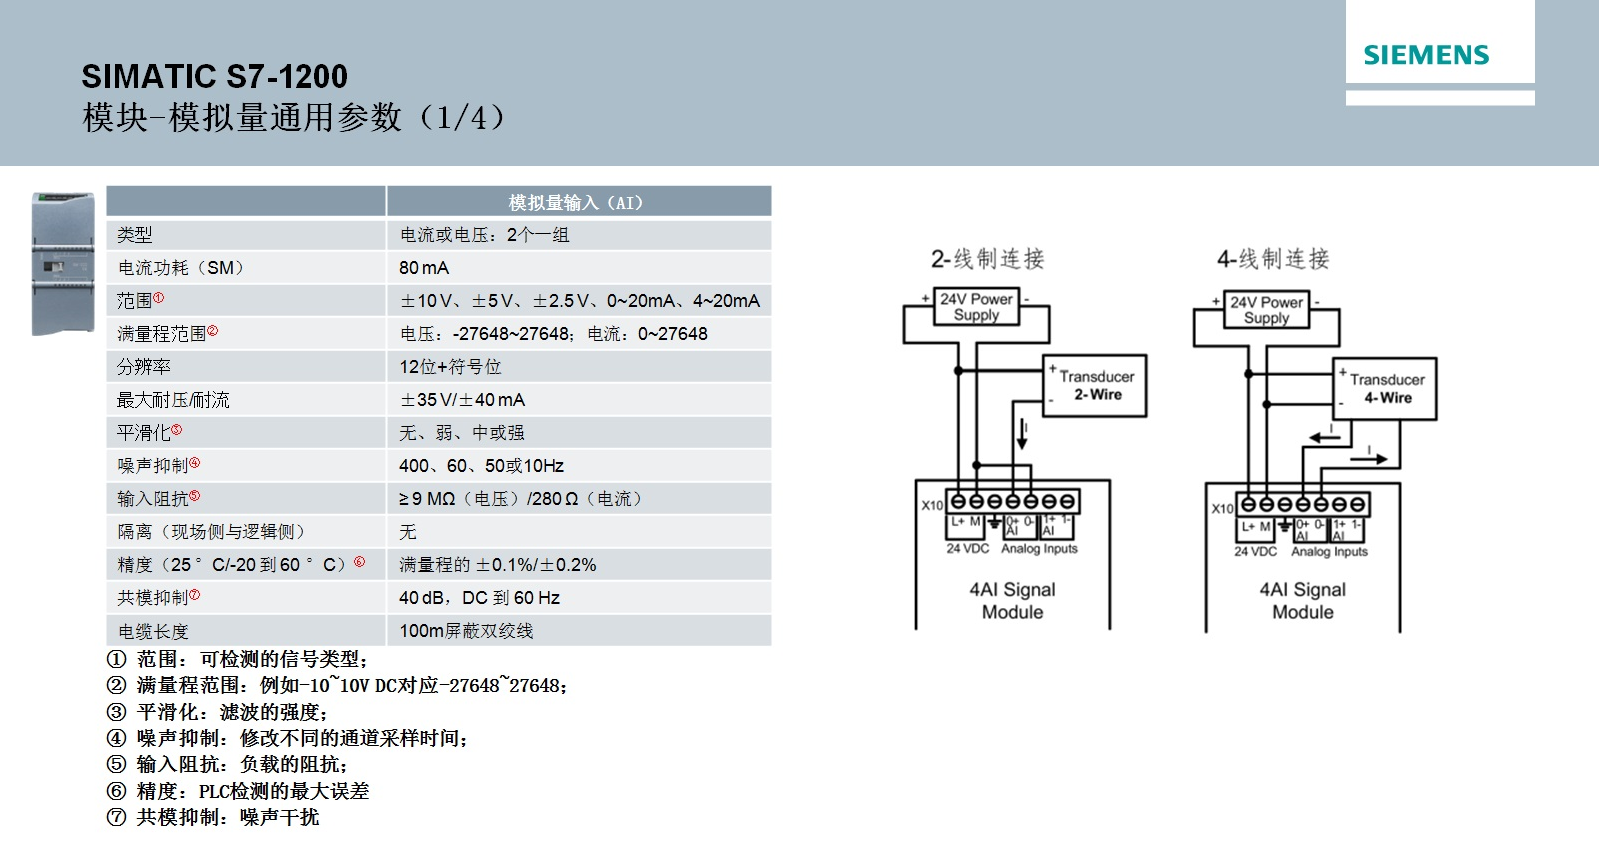 SIEMENS
SIMATIC S7-1200
模块-模拟量通用参数（1/4）
模拟量输入（AI）
类型 电流或电压：2个一组
电流功耗（SM） 80 mA
范围① ±10 V、±5 V、±2.5 V、0~20mA、4~20mA
满量程范围② 电压：-27648~27648；电流：0~27648
分辨率 12位+符号位
最大耐压/耐流 ±35 V/±40 mA
平滑化③ 无、弱、中或强
噪声抑制④ 400、60、50或10Hz
输入阻抗⑤ ≥ 9 MΩ（电压）/280 Ω（电流）
隔离（现场侧与逻辑侧） 无
精度（25 °C/-20 到 60 °C）⑥ 满量程的 ±0.1%/±0.2%
共模抑制⑦ 40 dB，DC 到 60 Hz
电缆长度 100m屏蔽双绞线
① 范围：可检测的信号类型；
② 满量程范围：例如-10~10V DC对应-27648~27648；
③ 平滑化：滤波的强度；
④ 噪声抑制：修改不同的通道采样时间；
⑤ 输入阻抗：负载的阻抗；
⑥ 精度：PLC检测的最大误差
⑦ 共模抑制：噪声干扰
2-线制连接
+ 24V Power -
Supply
+ Transducer
- 2-Wire
I
X10
L+ M 0+ 0- 1+ 1-
AI AI
24 VDC Analog Inputs
4AI Signal
Module
4-线制连接
+ 24V Power -
Supply
+ Transducer
- 4-Wire
I
I
X10
L+ M 0+ 0- 1+ 1-
AI AI
24 VDC Analog Inputs
4AI Signal
Module